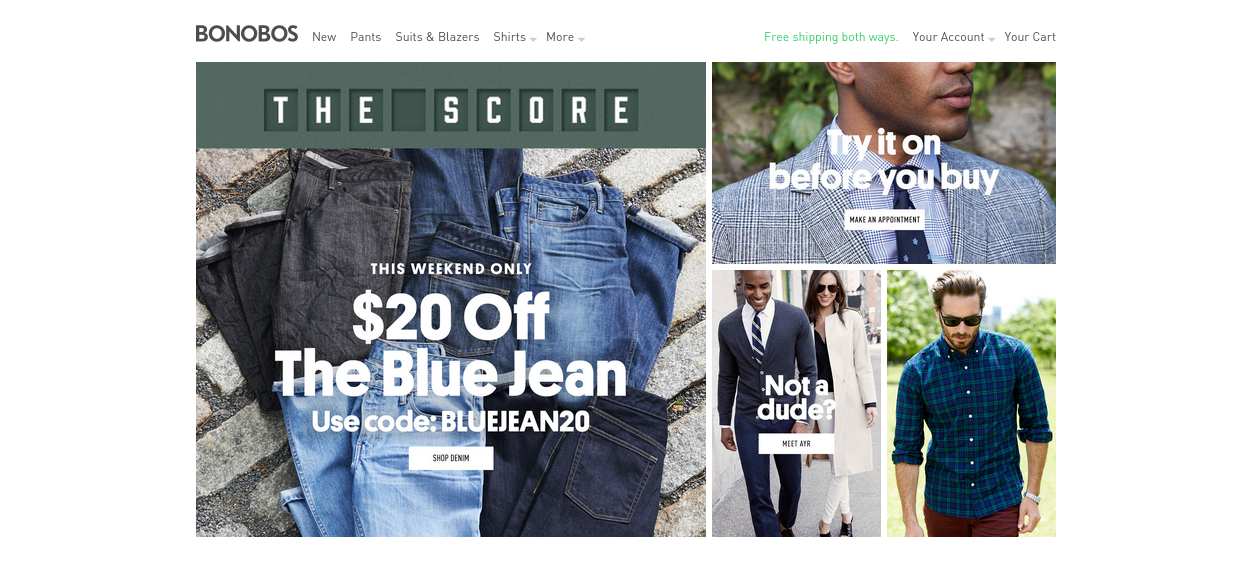 BONOBOS
New
Pants
Suits & Blazers
Shirts
More
Free shipping both ways.
Your Account
Your Cart
THE SCORE
THIS WEEKEND ONLY
$20 Off
The Blue Jean
Use code: BLUEJEAN20
SHOP DENIM
Try it on
before you buy
MAKE AN APPOINTMENT
Not a
dude?
MEET AYR